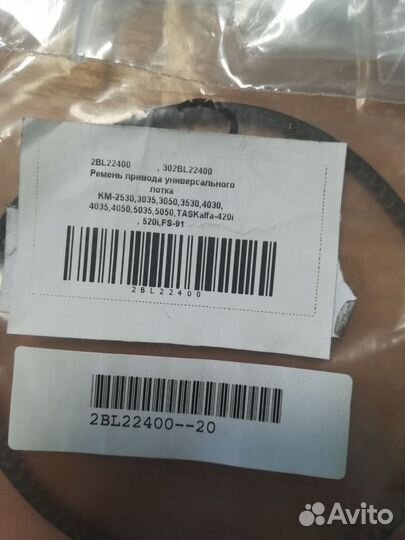 2BL22400 , 302BL22400
Ремень привода универсального
лотка
КМ-2530,3035,3050,3530,4030,
4035,4050,5035,5050,TASKalfa-420i
, 520i,FS-91
2BL22400
2BL22400--20
Avito